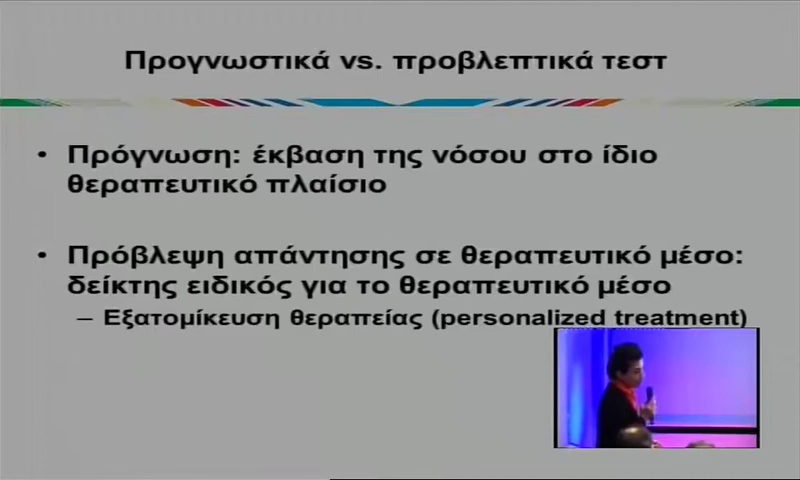 Προγνωστικά vs. προβλεπτικά τεστ
• Πρόγνωση: έκβαση της νόσου στο ίδιο
θεραπευτικό πλαίσιο
• Πρόβλεψη απάντησης σε θεραπευτικό μέσο:
δείκτης ειδικός για το θεραπευτικό μέσο
– Εξατομίκευση θεραπείας (personalized treatment)